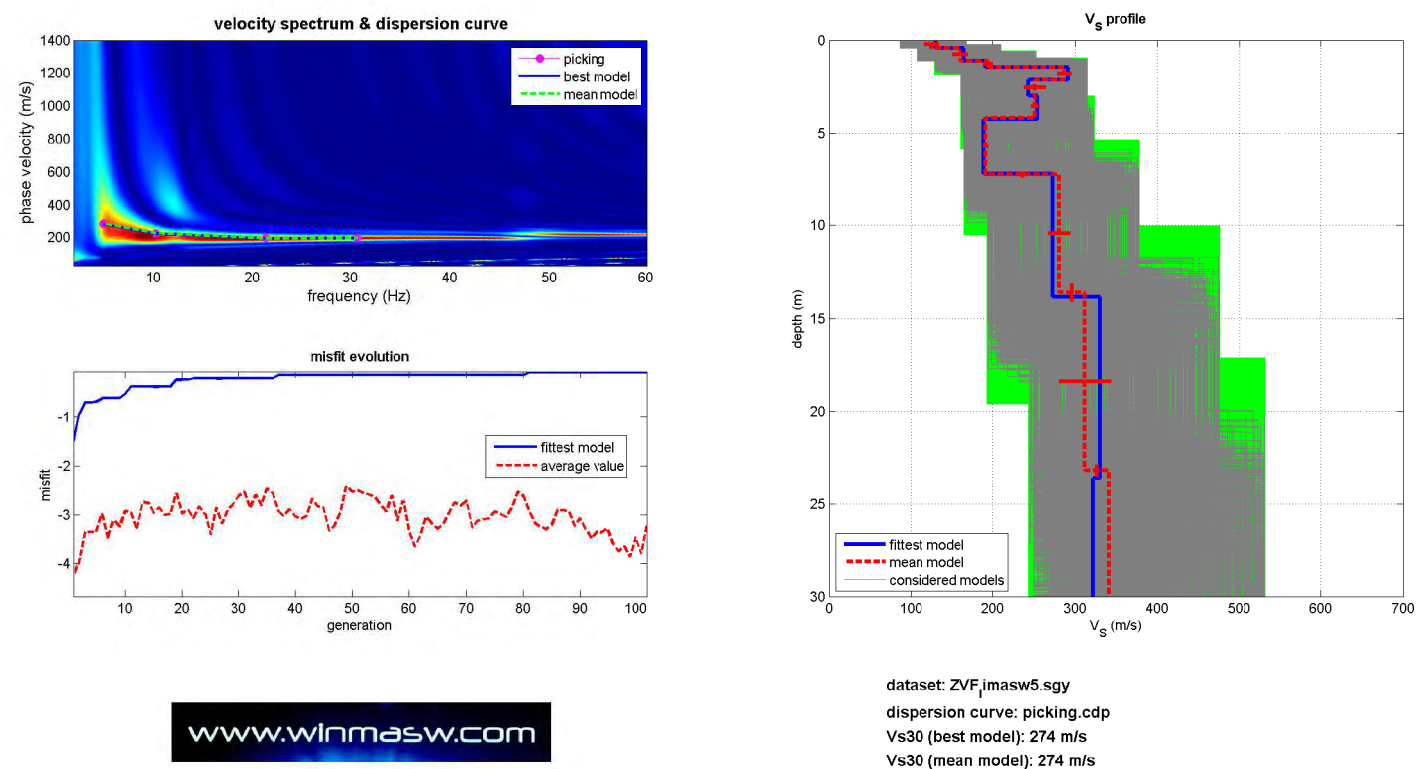 velocity spectrum & dispersion curve
1400
1200
1000
800
600
400
200
phase velocity (m/s)
picking
best model
mean model
10
20
30
40
50
60
frequency (Hz)
misfit evolution
-1
-2
-3
-4
misfit
fittest model
average value
10
20
30
40
50
60
70
80
90
100
generation
www.winmasw.com
VS profile
0
5
10
15
20
25
30
depth (m)
fittest model
mean model
considered models
0
100
200
300
400
500
600
700
VS (m/s)
dataset: ZVFlimasw5.sgy
dispersion curve: picking.cdp
Vs30 (best model): 274 m/s
Vs30 (mean model): 274 m/s